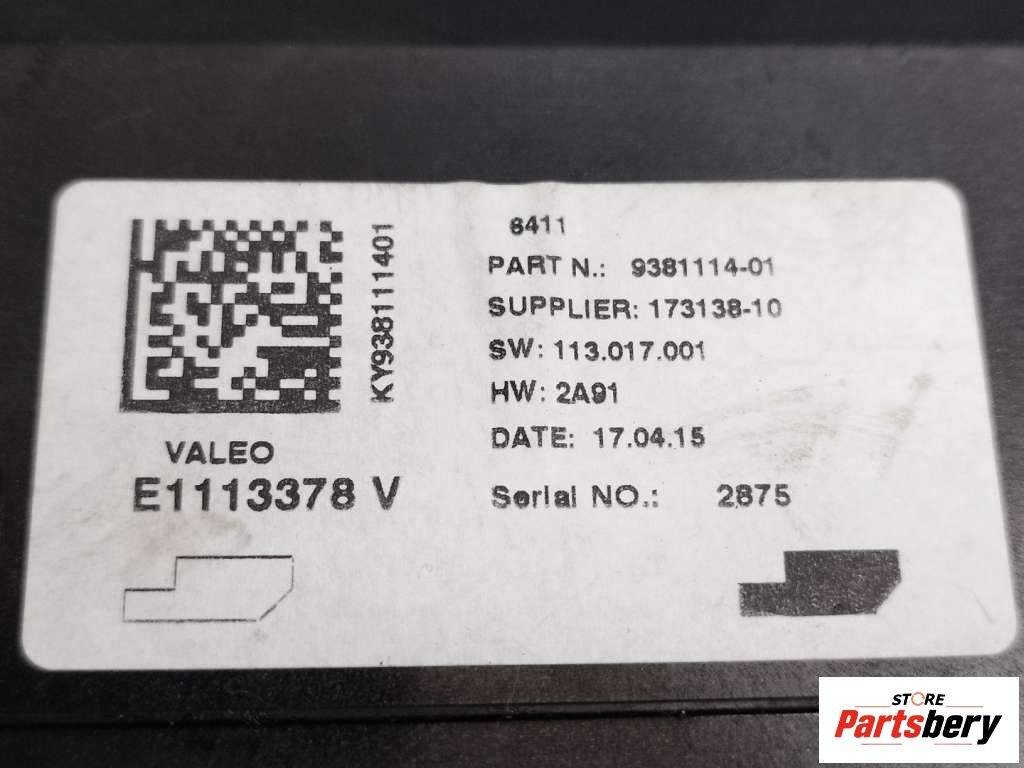 KY9381111401
VALEO
E1113378 V
8411
PART N.: 9381114-01
SUPPLIER: 173138-10
SW: 113.017.001
HW: 2A91
DATE: 17.04.15
Serial NO.: 2875
STORE
Partsbery